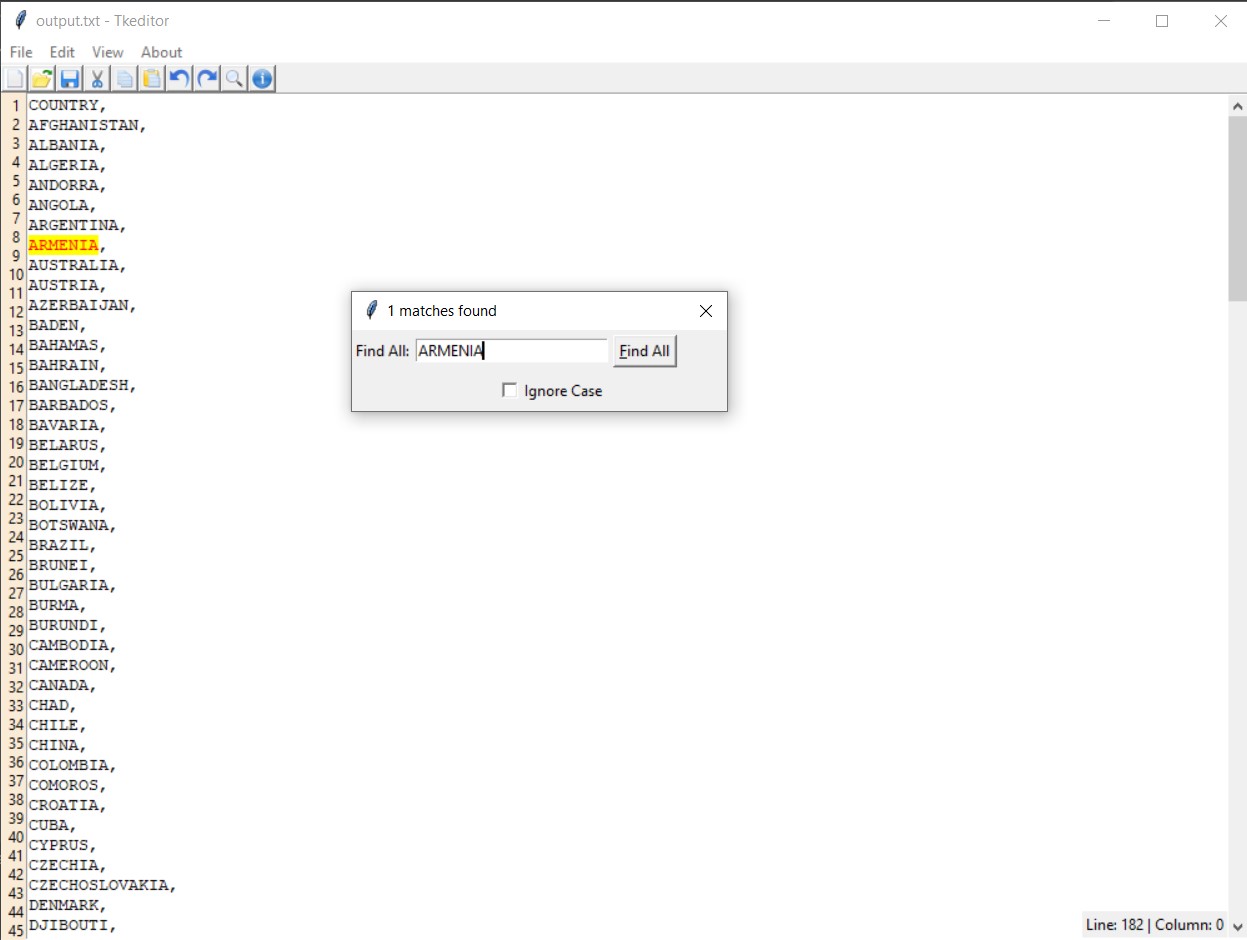 output.txt - Tkeditor
File Edit View About
1 COUNTRY,
2 AFGHANISTAN,
3 ALBANIA,
4 ALGERIA,
5 ANDORRA,
6 ANGOLA,
7 ARGENTINA,
8 ARMENIA,
9 AUSTRALIA,
10 AUSTRIA,
11 AZERBAIJAN,
12 BADEN,
13 BAHAMAS,
14 BAHRAIN,
15 BANGLADESH,
16 BARBADOS,
17 BAVARIA,
18 BELARUS,
19 BELGIUM,
20 BELIZE,
21 BOLIVIA,
22 BOTSWANA,
23 BRAZIL,
24 BRUNEI,
25 BULGARIA,
26 BURMA,
27 BURUNDI,
28 CAMBODIA,
29 CAMEROON,
30 CANADA,
31 CHAD,
32 CHILE,
33 CHINA,
34 COLOMBIA,
35 COMOROS,
36 CROATIA,
37 CUBA,
38 CYPRUS,
39 CZECHIA,
40 CZECHOSLOVAKIA,
41 DENMARK,
42 DJIBOUTI,
43
44
45
1 matches found
Find All: ARMENIA Find All
Ignore Case
Line: 182 | Column: 0